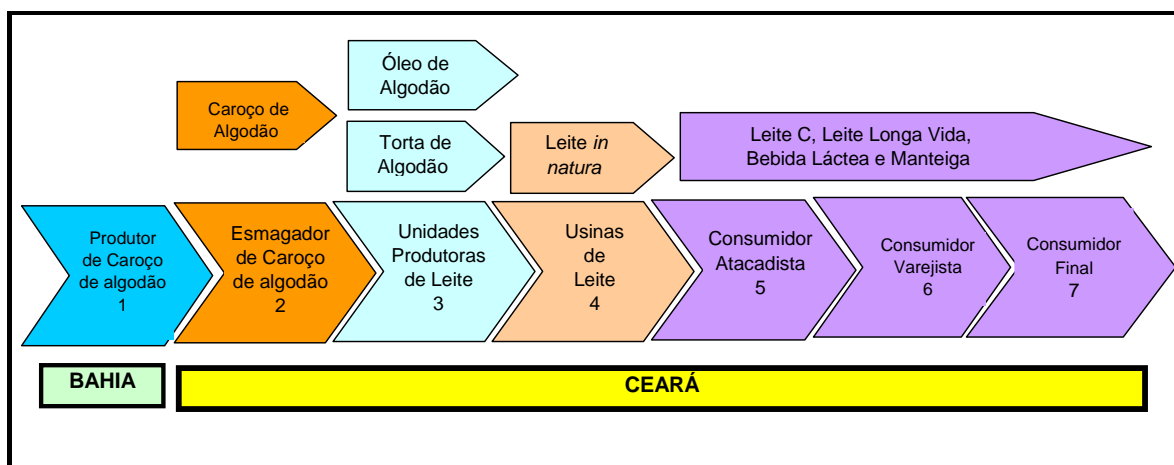 Óleo de
Algodão
Caroço de
Algodão
Torta de
Algodão
Leite in
natura
Leite C, Leite Longa Vida,
Bebida Láctea e Manteiga
Produtor
de Caroço
de algodão
1
Esmagador
de Caroço
de algodão
2
Unidades
Produtoras
de Leite
3
Usinas
de
Leite
4
Consumidor
Atacadista
5
Consumidor
Varejista
6
Consumidor
Final
7
BAHIA
CEARÁ